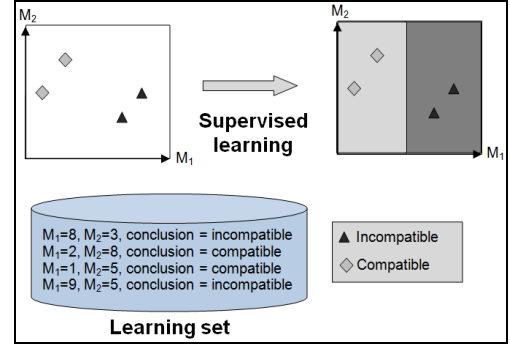 M2
M1
Supervised
learning
M2
M1
M1=8, M2=3, conclusion = incompatible
M1=2, M2=8, conclusion = compatible
M1=1, M2=5, conclusion = compatible
M1=9, M2=5, conclusion = incompatible
Learning set
Incompatible
Compatible